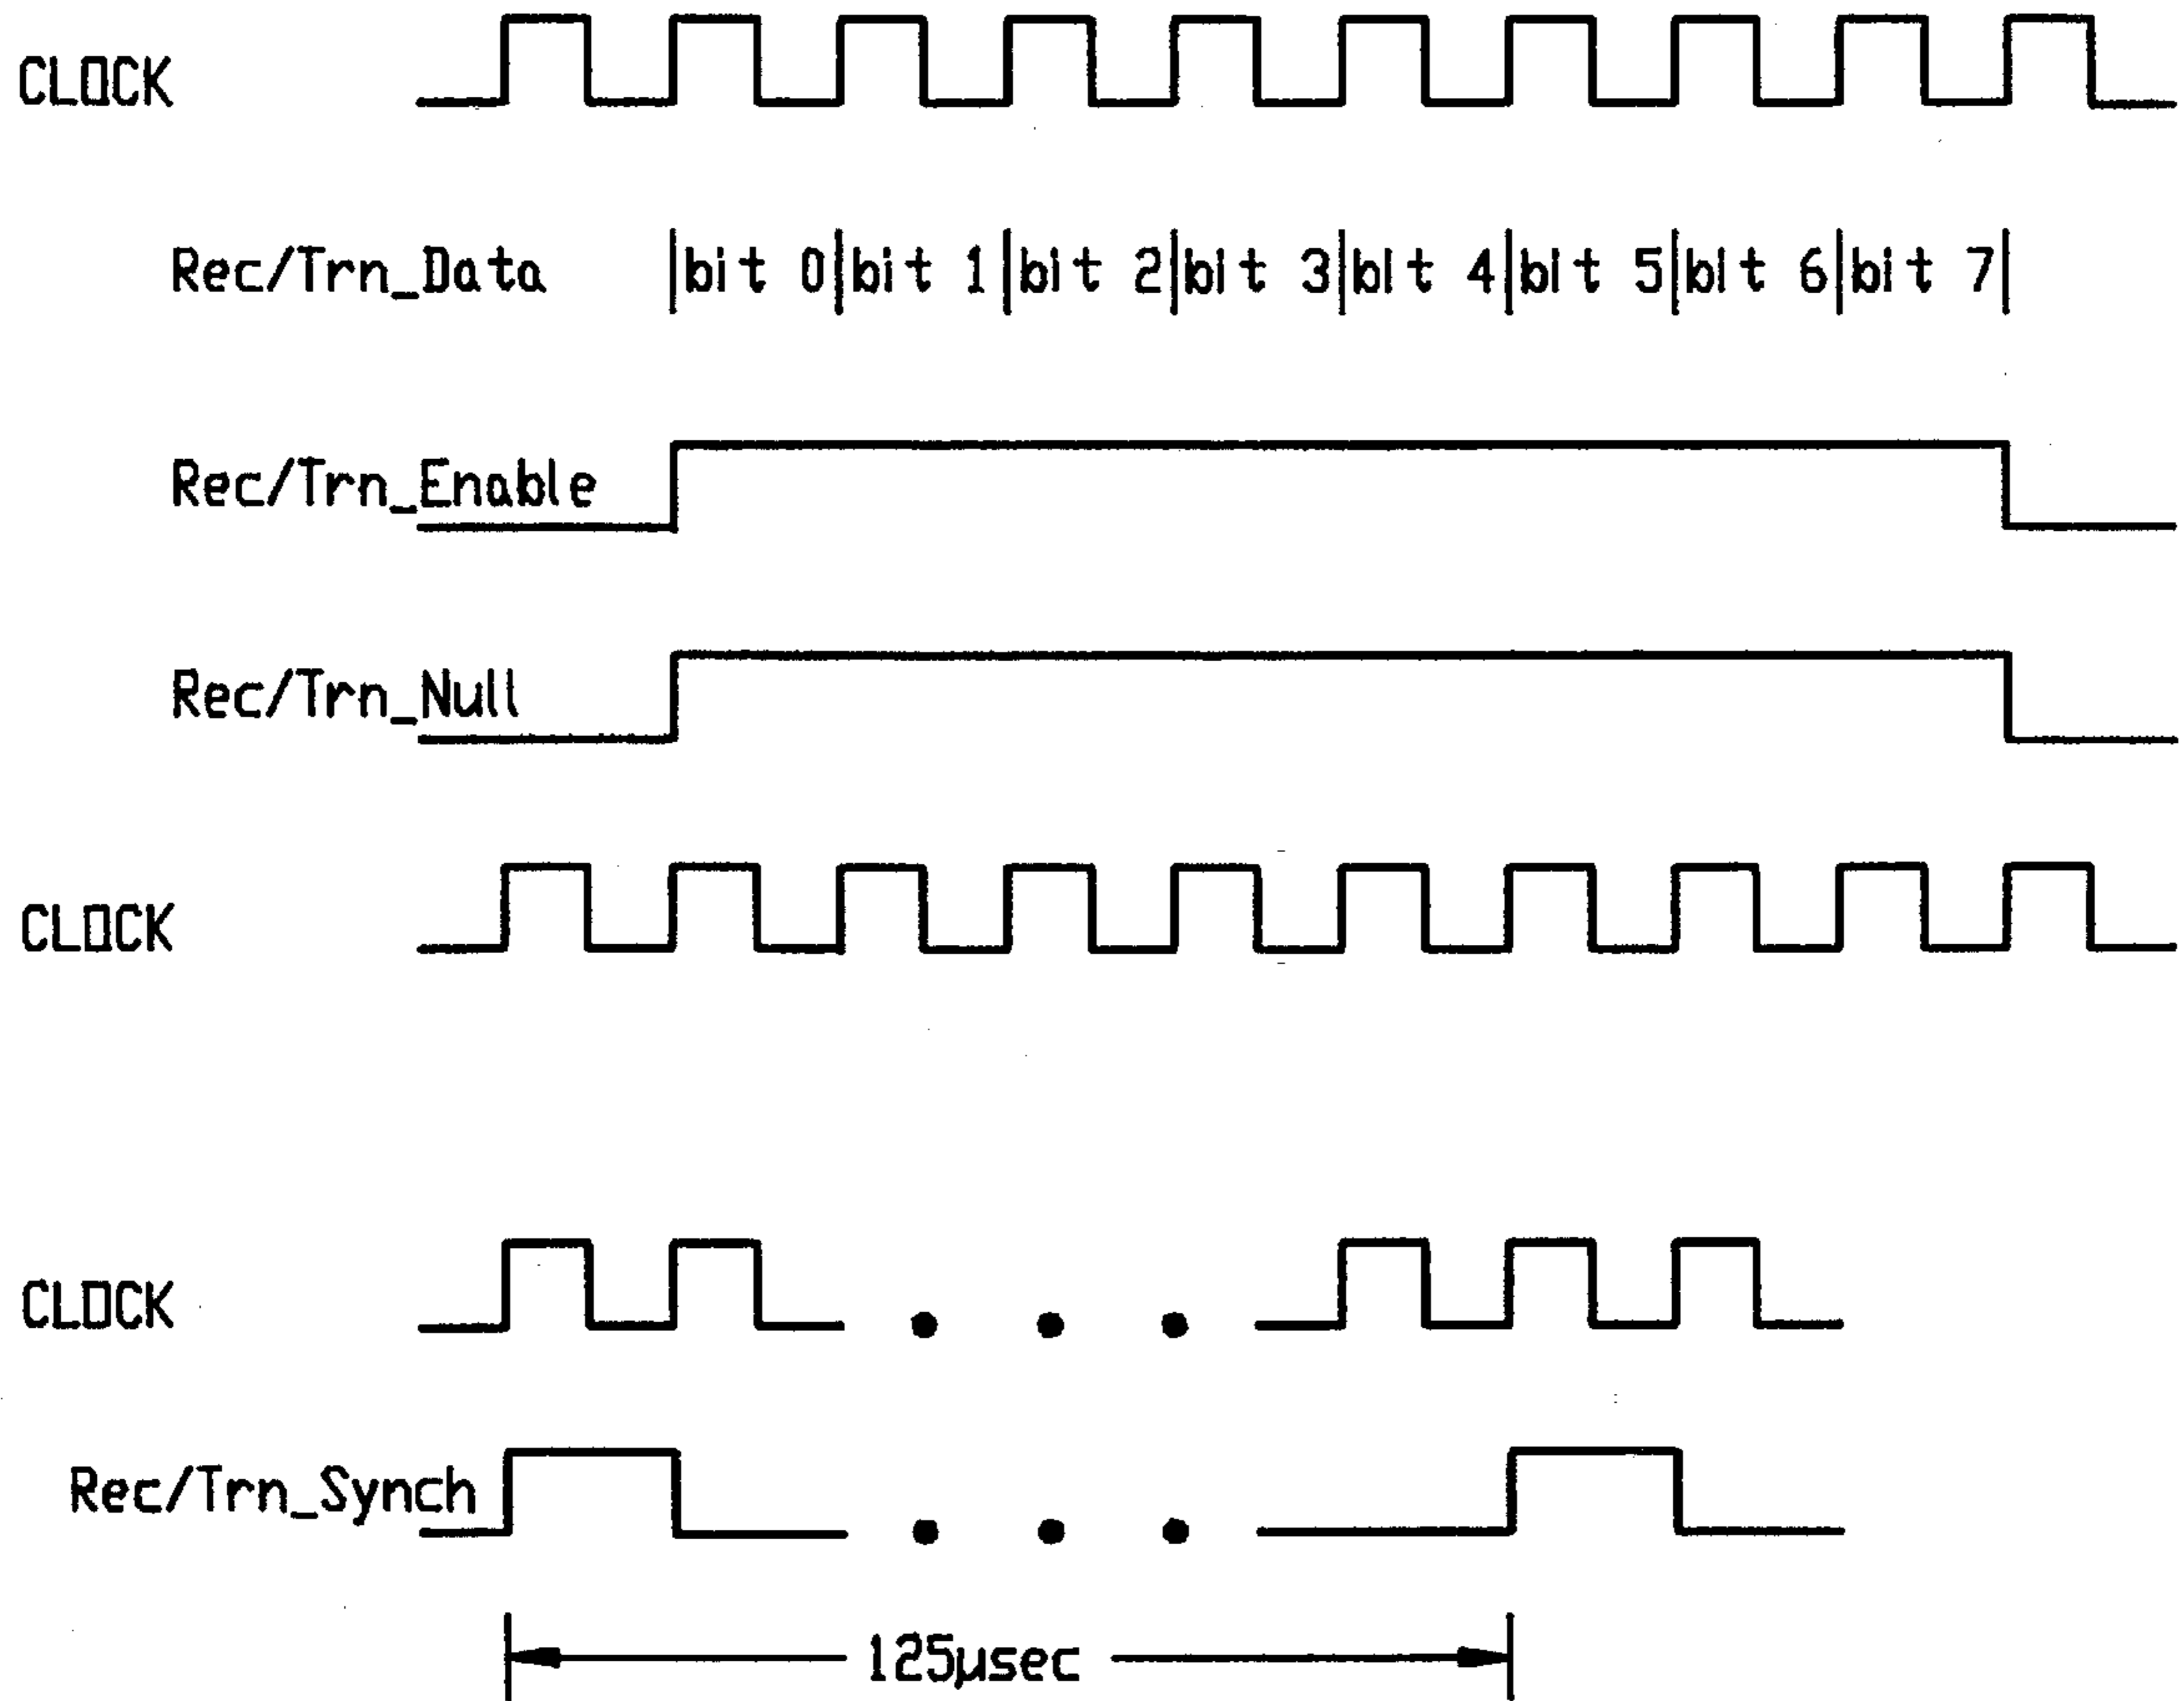 CLOCK
Rec/Trn_Data bit 0 bit 1 bit 2 bit 3 bit 4 bit 5 bit 6 bit 7
Rec/Trn_Enable
Rec/Trn_Null
CLOCK
CLOCK
Rec/Trn_Synch
125µsec